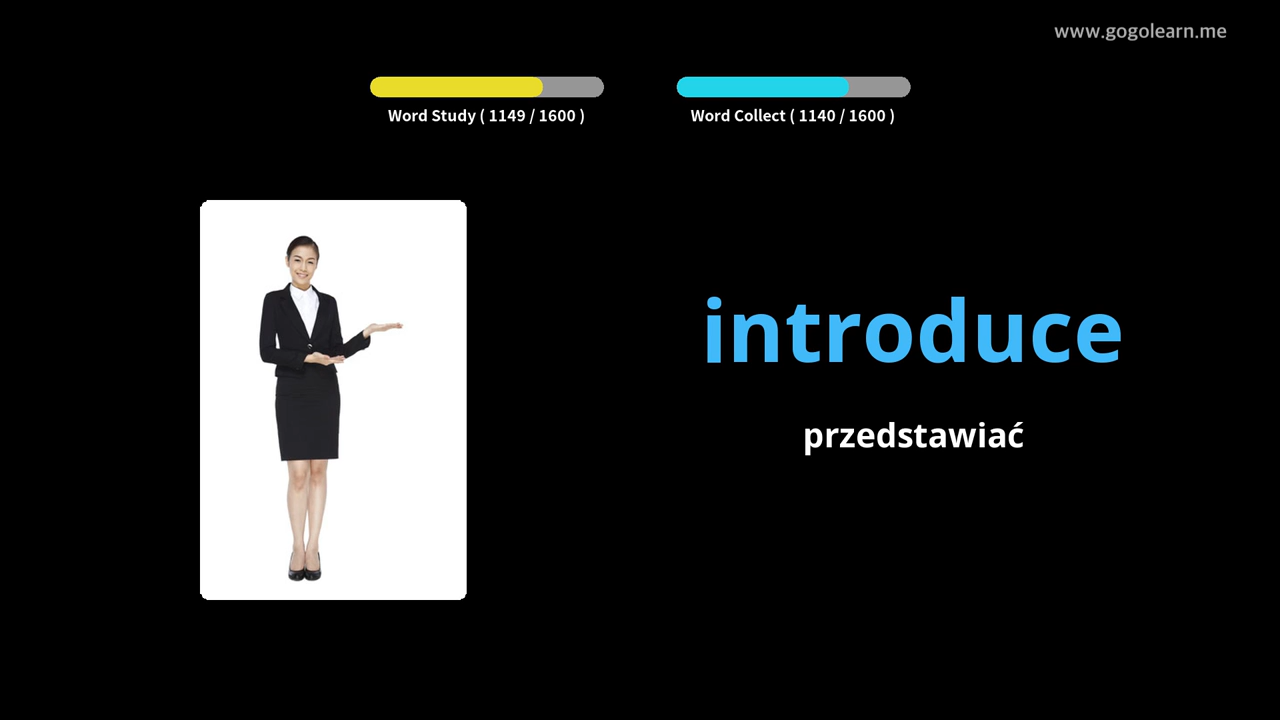 www.gogolearn.me
Word Study ( 1149 / 1600 )
Word Collect ( 1140 / 1600 )
introduce
przedstawiać